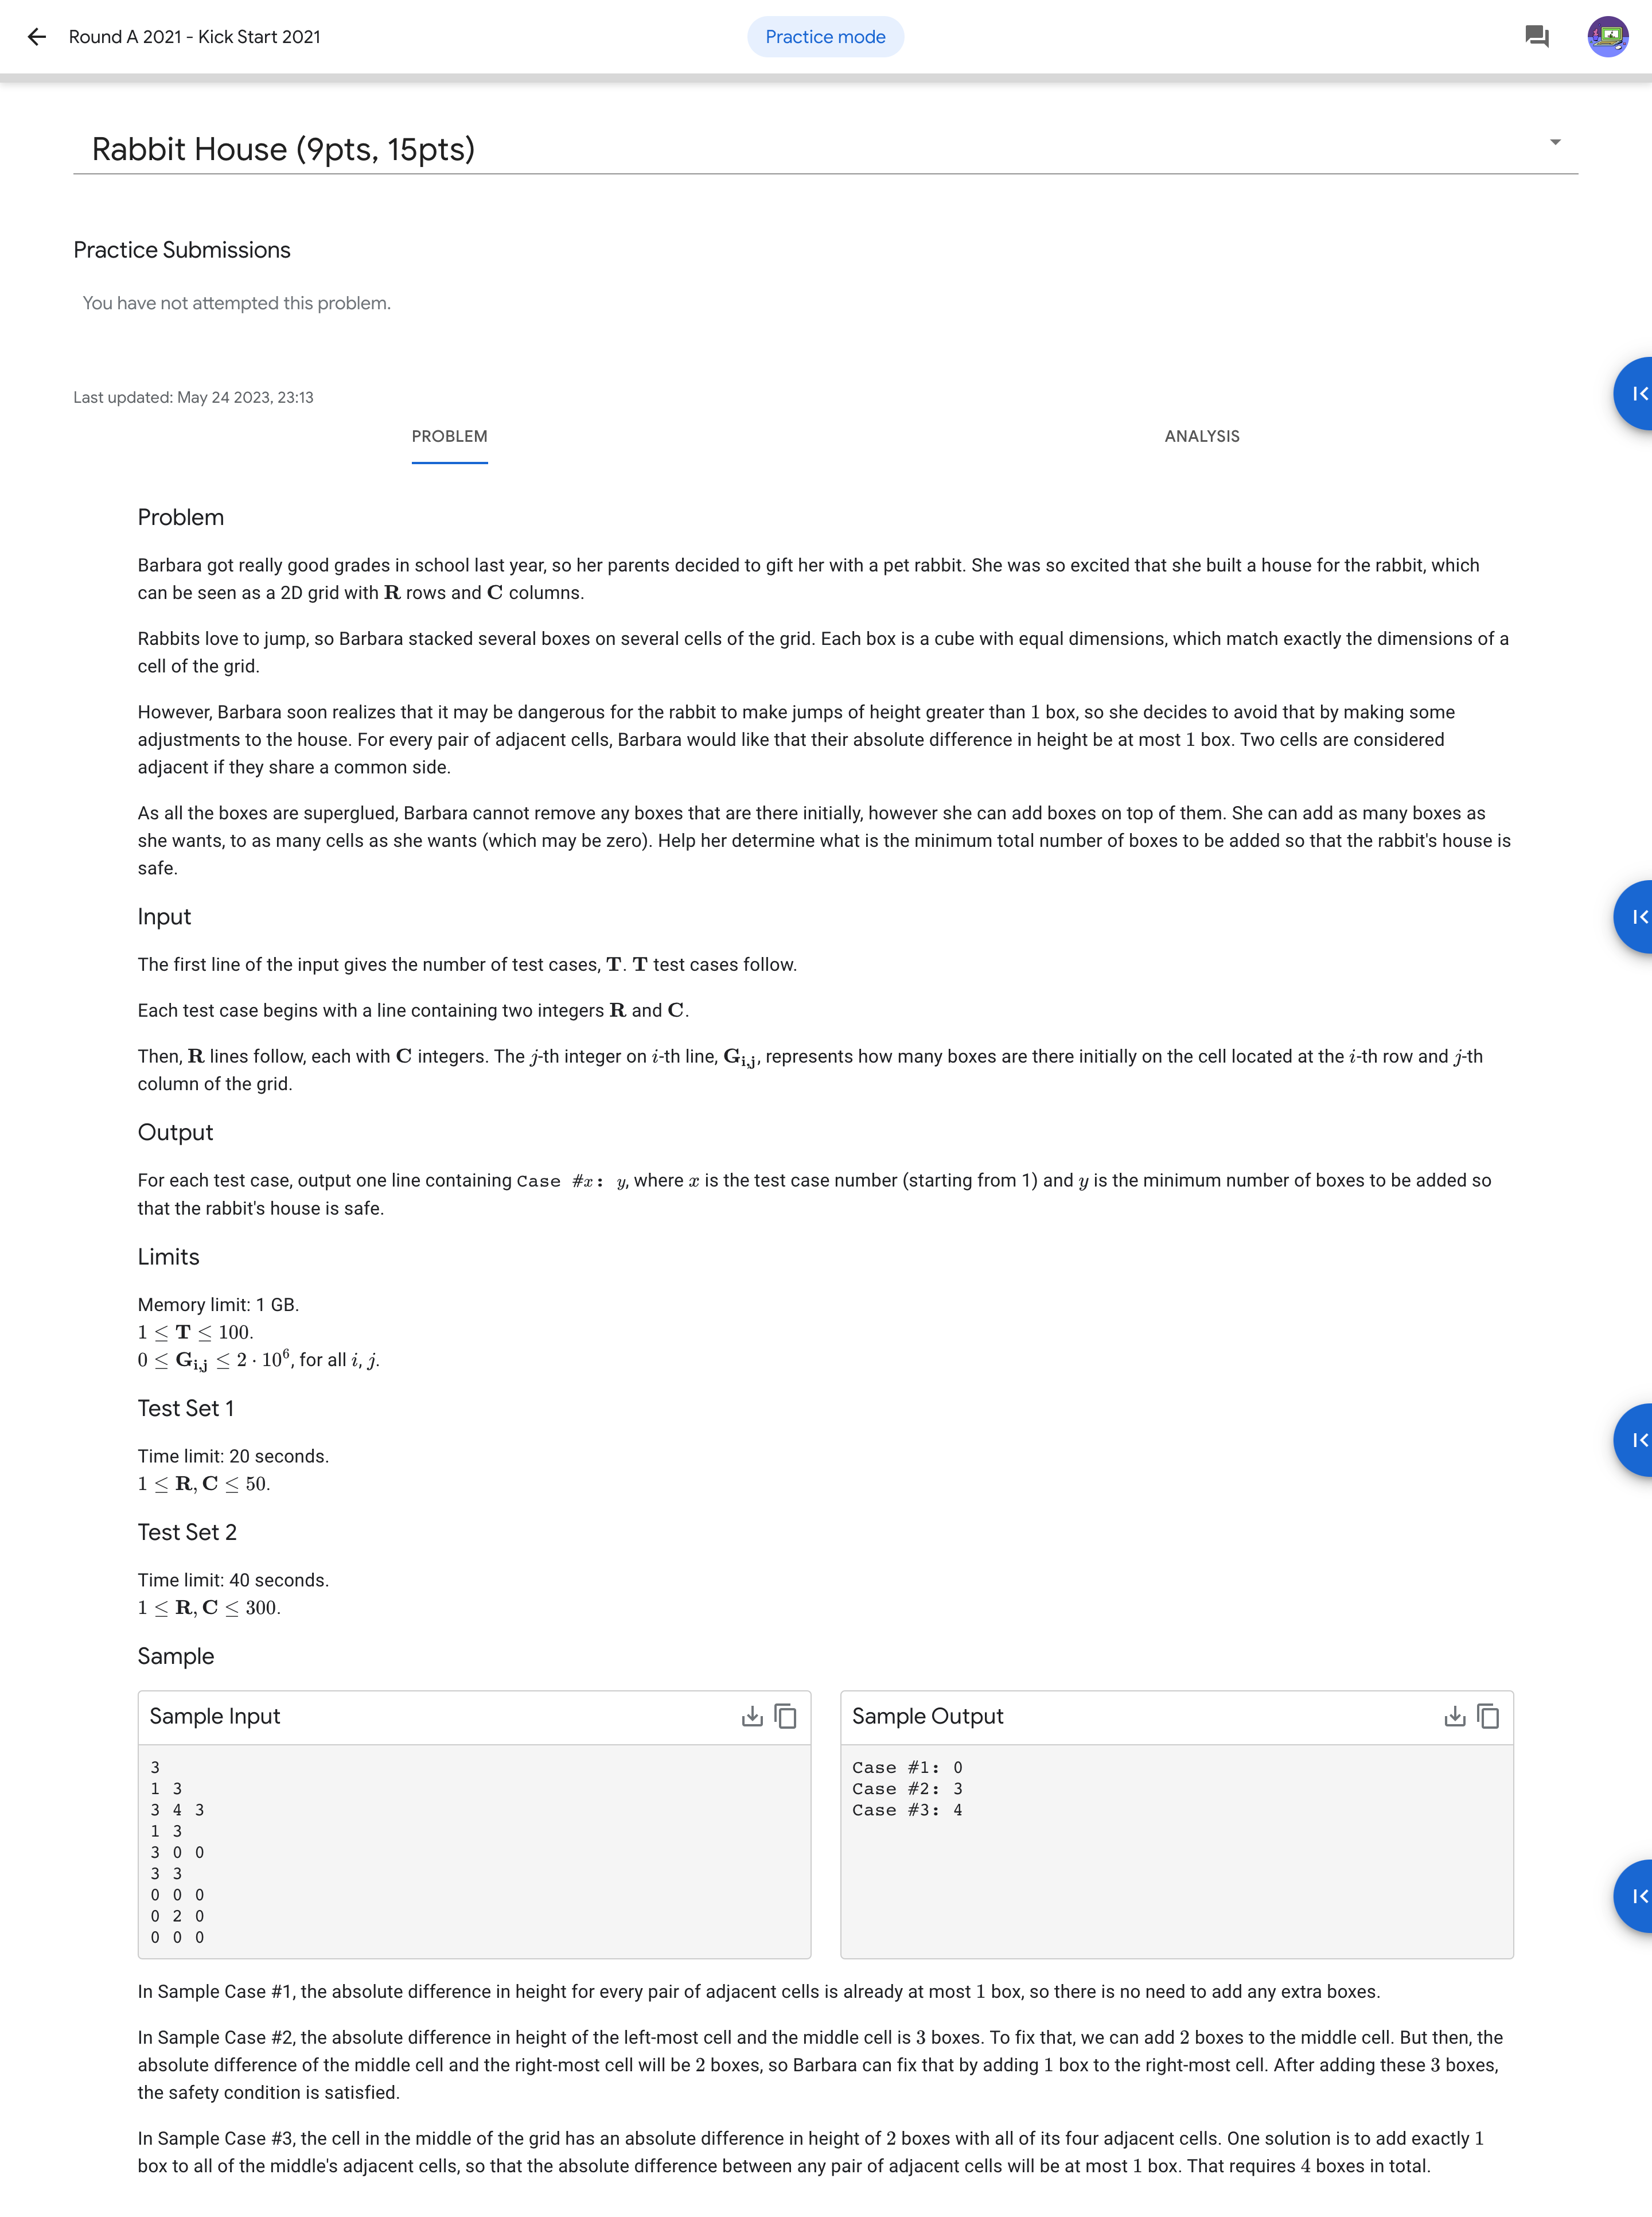 Round A 2021 - Kick Start 2021
Practice mode
Rabbit House (9pts, 15pts)
Practice Submissions
You have not attempted this problem.
Last updated: May 24 2023, 23:13
PROBLEM
ANALYSIS
Problem
Barbara got really good grades in school last year, so her parents decided to gift her with a pet rabbit. She was so excited that she built a house for the rabbit, which
can be seen as a 2D grid with R rows and C columns.
Rabbits love to jump, so Barbara stacked several boxes on several cells of the grid. Each box is a cube with equal dimensions, which match exactly the dimensions of a
cell of the grid.
However, Barbara soon realizes that it may be dangerous for the rabbit to make jumps of height greater than 1 box, so she decides to avoid that by making some
adjustments to the house. For every pair of adjacent cells, Barbara would like that their absolute difference in height be at most 1 box. Two cells are considered
adjacent if they share a common side.
As all the boxes are superglued, Barbara cannot remove any boxes that are there initially, however she can add boxes on top of them. She can add as many boxes as
she wants, to as many cells as she wants (which may be zero). Help her determine what is the minimum total number of boxes to be added so that the rabbit's house is
safe.
Input
The first line of the input gives the number of test cases, T. T test cases follow.
Each test case begins with a line containing two integers R and C.
Then, R lines follow, each with C integers. The j-th integer on i-th line, G_{i,j}, represents how many boxes are there initially on the cell located at the i-th row and j-th
column of the grid.
Output
For each test case, output one line containing Case #x: y, where x is the test case number (starting from 1) and y is the minimum number of boxes to be added so
that the rabbit's house is safe.
Limits
Memory limit: 1 GB.
1 ≤ T ≤ 100.
0 ≤ G_{i,j} ≤ 2 · 10⁶, for all i, j.
Test Set 1
Time limit: 20 seconds.
1 ≤ R, C ≤ 50.
Test Set 2
Time limit: 40 seconds.
1 ≤ R, C ≤ 300.
Sample
Sample Input
3
1 3
3 4 3
1 3
3 0 0
3 3
0 0 0
0 2 0
0 0 0
Sample Output
Case #1: 0
Case #2: 3
Case #3: 4
In Sample Case #1, the absolute difference in height for every pair of adjacent cells is already at most 1 box, so there is no need to add any extra boxes.
In Sample Case #2, the absolute difference in height of the left-most cell and the middle cell is 3 boxes. To fix that, we can add 2 boxes to the middle cell. But then, the
absolute difference of the middle cell and the right-most cell will be 2 boxes, so Barbara can fix that by adding 1 box to the right-most cell. After adding these 3 boxes,
the safety condition is satisfied.
In Sample Case #3, the cell in the middle of the grid has an absolute difference in height of 2 boxes with all of its four adjacent cells. One solution is to add exactly 1
box to all of the middle's adjacent cells, so that the absolute difference between any pair of adjacent cells will be at most 1 box. That requires 4 boxes in total.